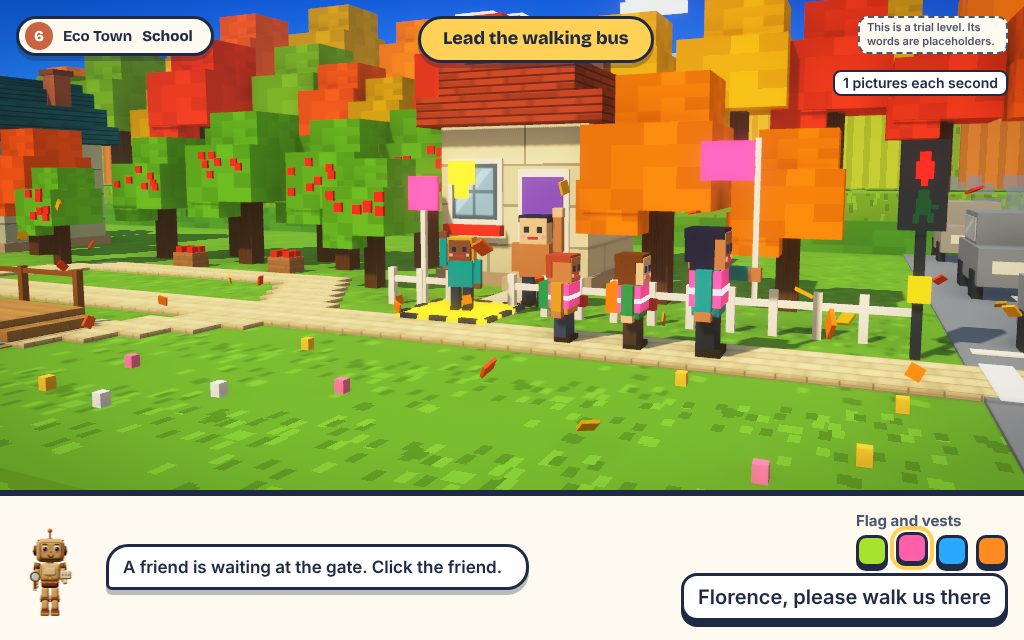 6 Eco Town School
Lead the walking bus
This is a trial level. Its
words are placeholders.
1 pictures each second
A friend is waiting at the gate. Click the friend.
Flag and vests
Florence, please walk us there